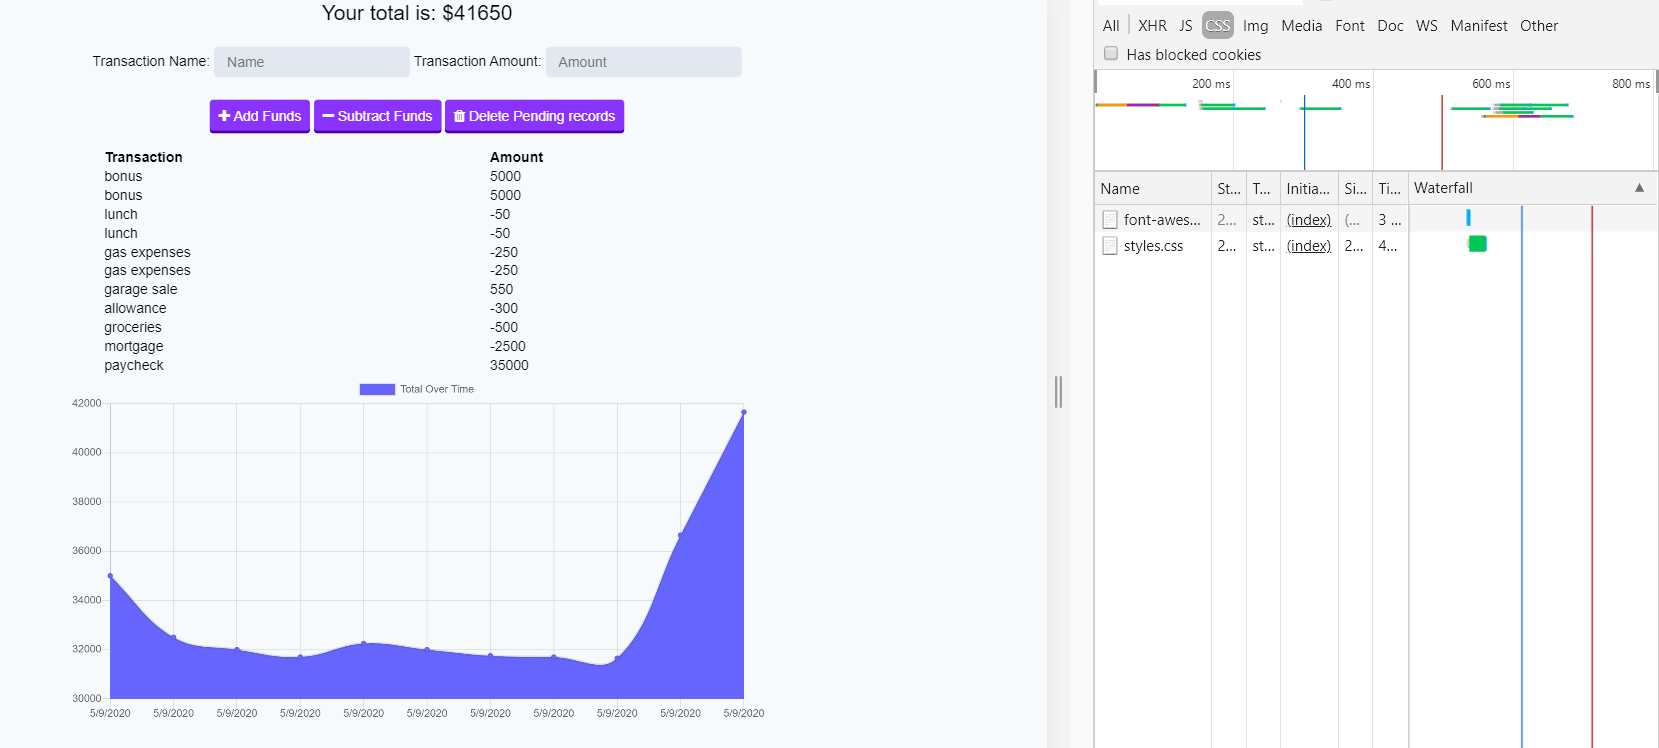 Your total is: $41650
Transaction Name: Name Transaction Amount: Amount
Add Funds Subtract Funds Delete Pending records
Transaction Amount
bonus 5000
bonus 5000
lunch -50
lunch -50
gas expenses -250
gas expenses -250
garage sale 550
allowance -300
groceries -500
mortgage -2500
paycheck 35000
Total Over Time
42000
40000
38000
36000
34000
32000
30000
5/9/2020 5/9/2020 5/9/2020 5/9/2020 5/9/2020 5/9/2020 5/9/2020 5/9/2020 5/9/2020 5/9/2020 5/9/2020
All XHR JS CSS Img Media Font Doc WS Manifest Other
Has blocked cookies
200 ms 400 ms 600 ms 800 ms
Name St... T... Initia... Si... Ti... Waterfall
font-awes... 2... st... (index) (... 3 ...
styles.css 2... st... (index) 2... 4...